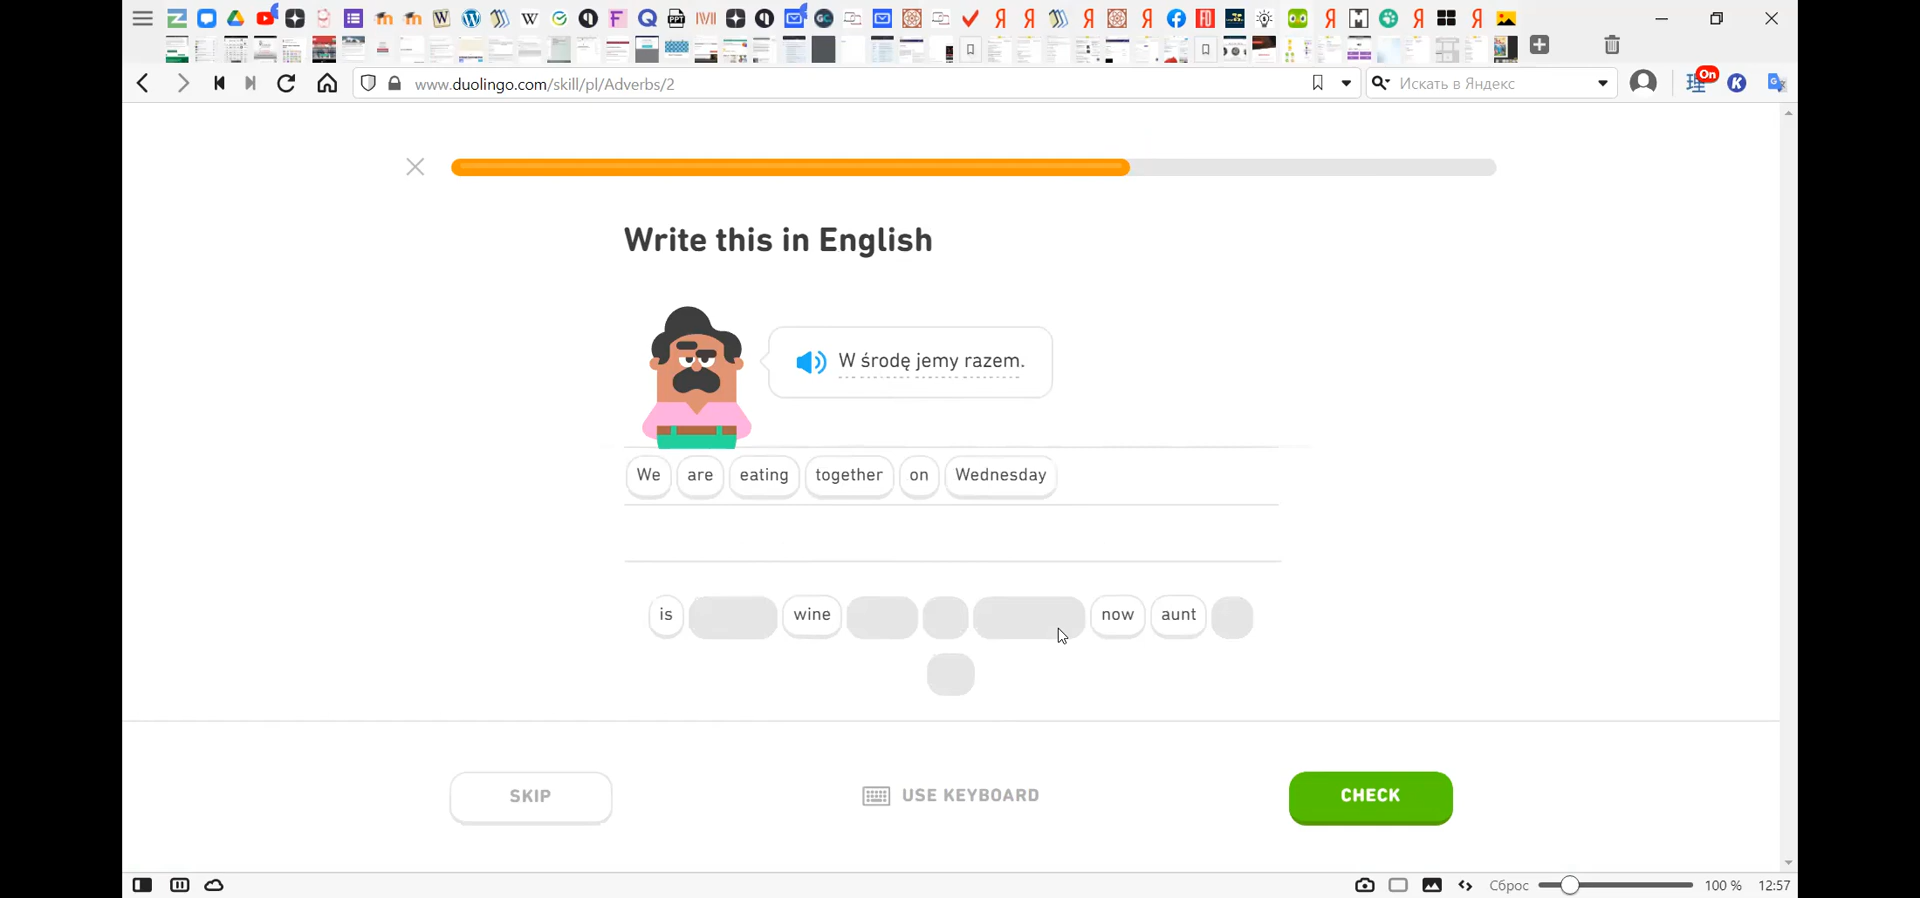 On
www.duolingo.com/skill/pl/Adverbs/2
Искать в Яндекс
Write this in English
W środę jemy razem.
We are eating together on Wednesday
is wine now aunt
SKIP
USE KEYBOARD
CHECK
Сброс
100 %
12:57